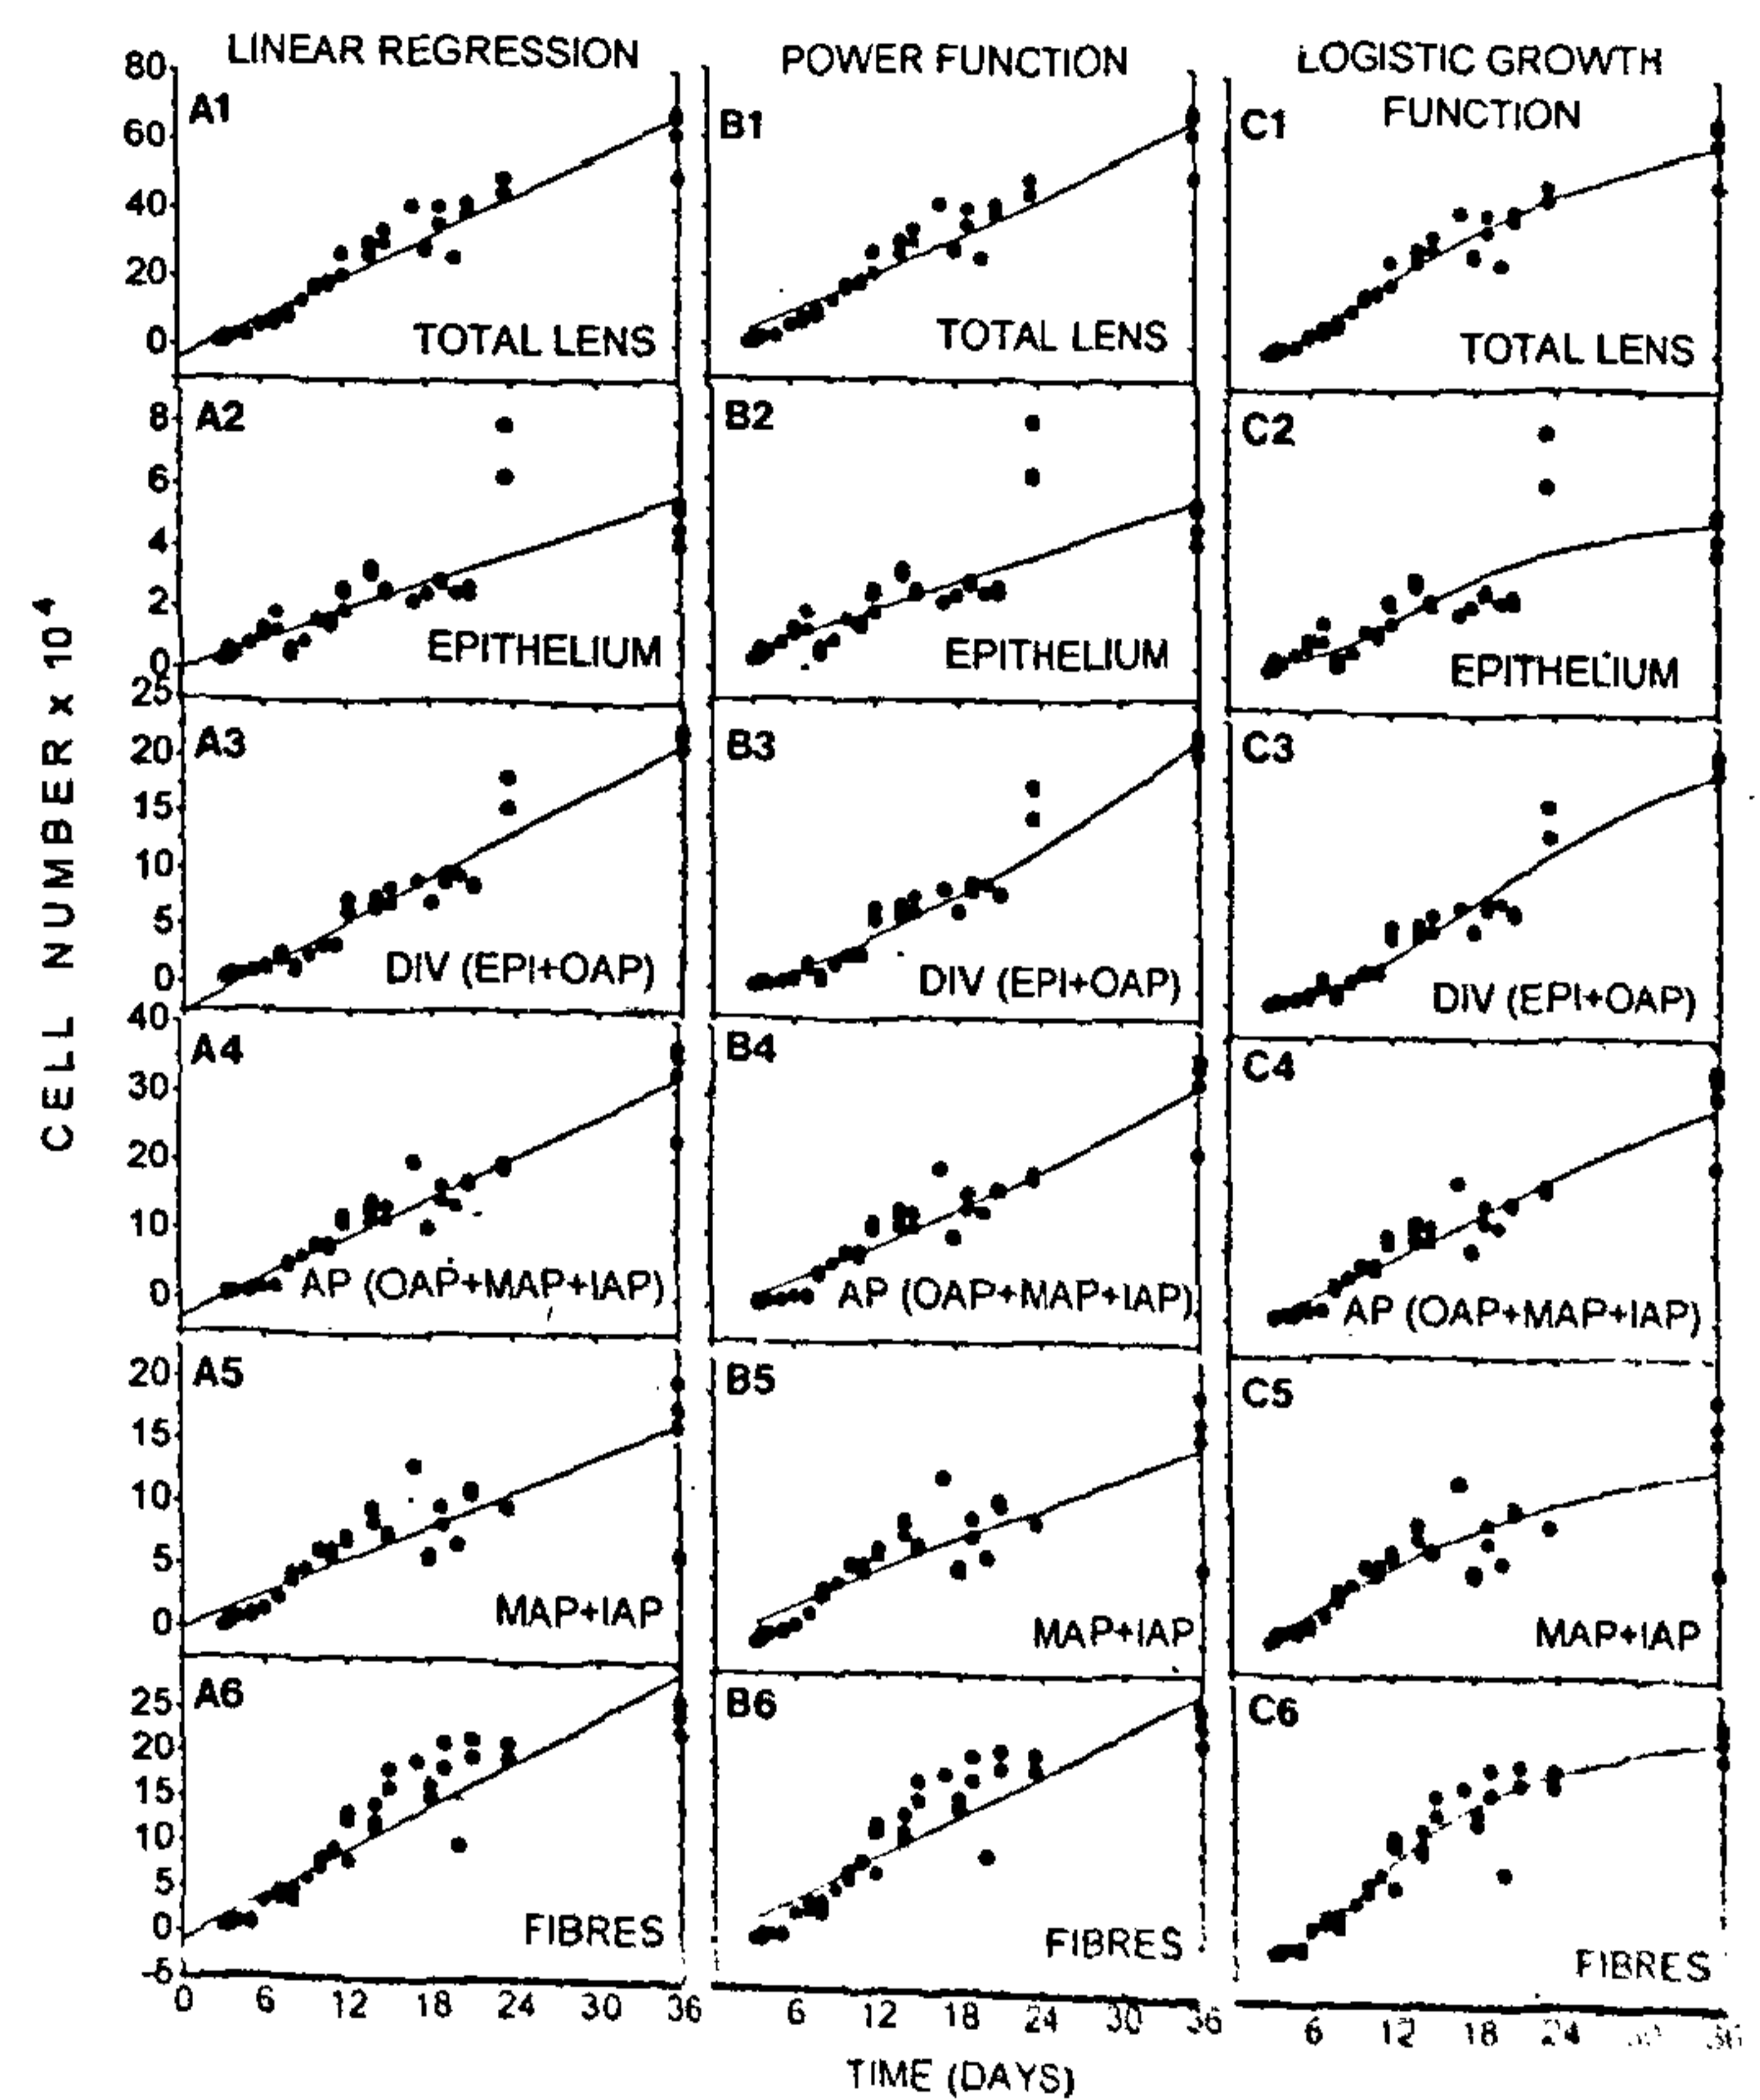 LINEAR REGRESSION
POWER FUNCTION
LOGISTIC GROWTH
FUNCTION
CELL NUMBER x 10⁴
80
60
40
20
0
A1
TOTAL LENS
B1
TOTAL LENS
C1
TOTAL LENS
8
6
4
2
0
A2
EPITHELIUM
B2
EPITHELIUM
C2
EPITHELIUM
25
20
15
10
5
0
A3
DIV (EPI+OAP)
B3
DIV (EPI+OAP)
C3
DIV (EPI+OAP)
40
30
20
10
0
A4
AP (OAP+MAP+IAP)
B4
AP (OAP+MAP+IAP)
C4
AP (OAP+MAP+IAP)
20
15
10
5
0
A5
MAP+IAP
B5
MAP+IAP
C5
MAP+IAP
25
20
15
10
5
0
-5
A6
FIBRES
B6
FIBRES
C6
FIBRES
0 6 12 18 24 30 36
6 12 18 24 30 36
6 12 18 24 36
TIME (DAYS)